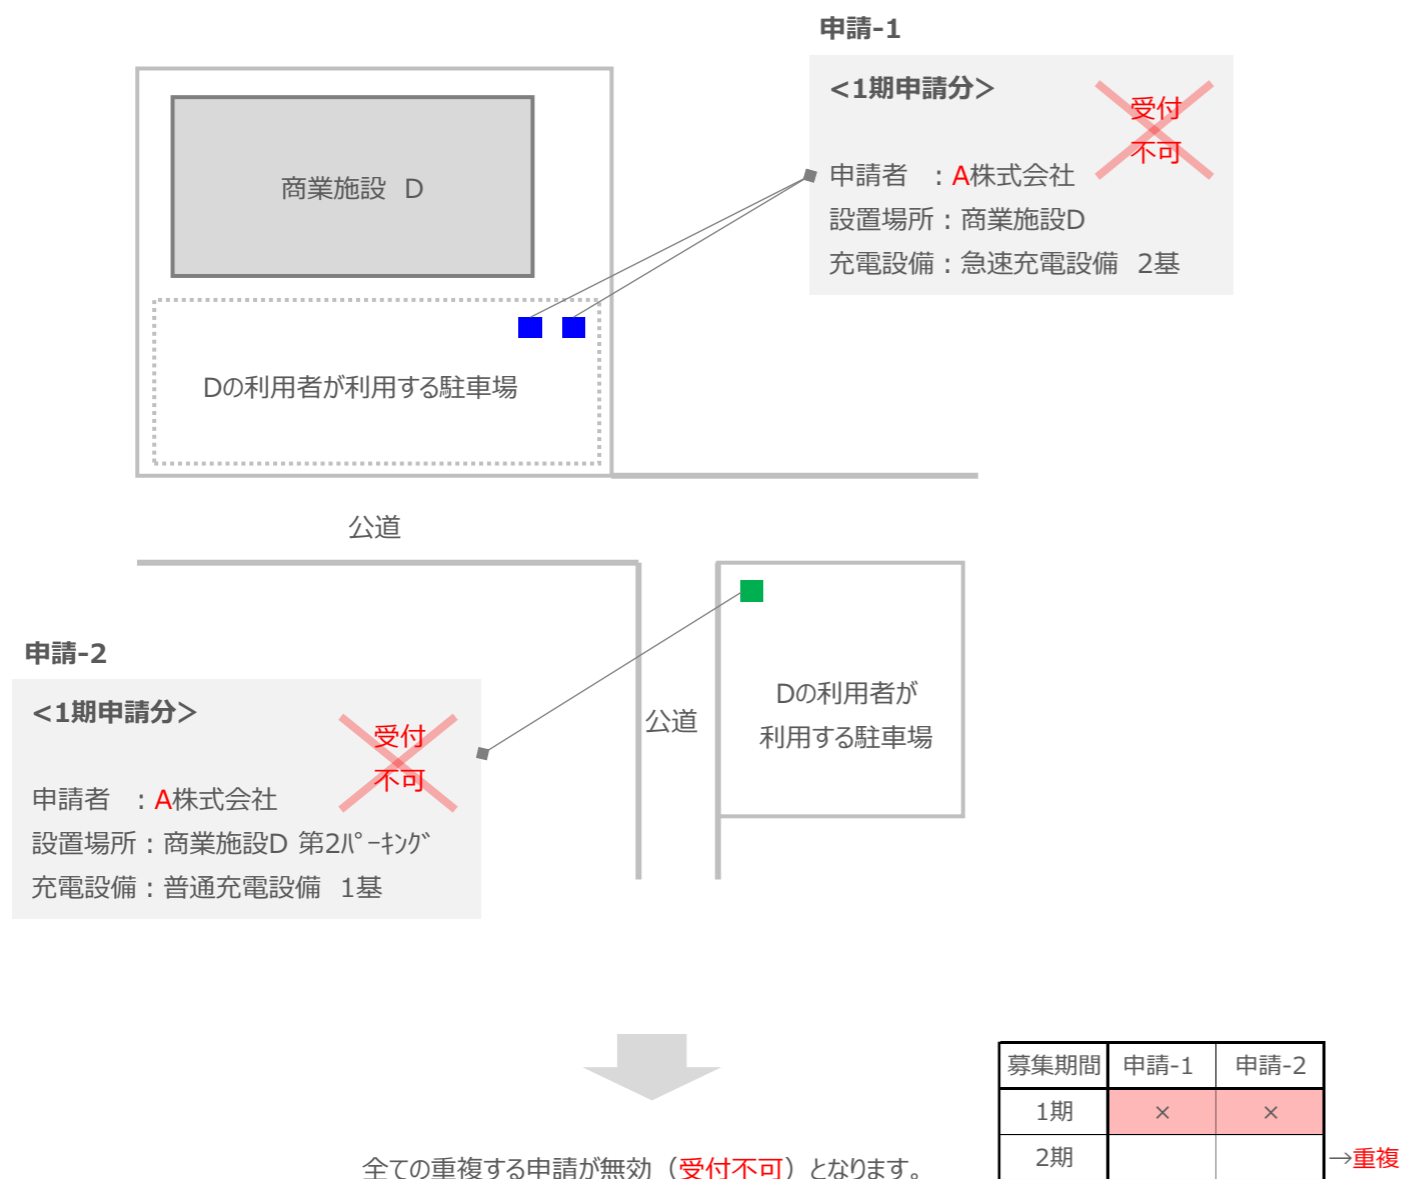 申請-1
<1期申請分>
受付
不可
申請者 ：A株式会社
設置場所：商業施設D
充電設備：急速充電設備 2基
商業施設 D
Dの利用者が利用する駐車場
公道
申請-2
<1期申請分>
受付
不可
申請者 ：A株式会社
設置場所：商業施設D 第2ﾊﾟｰｷﾝｸﾞ
充電設備：普通充電設備 1基
公道
Dの利用者が
利用する駐車場
募集期間 申請-1 申請-2
1期 × ×
2期 →重複
全ての重複する申請が無効（受付不可）となります。